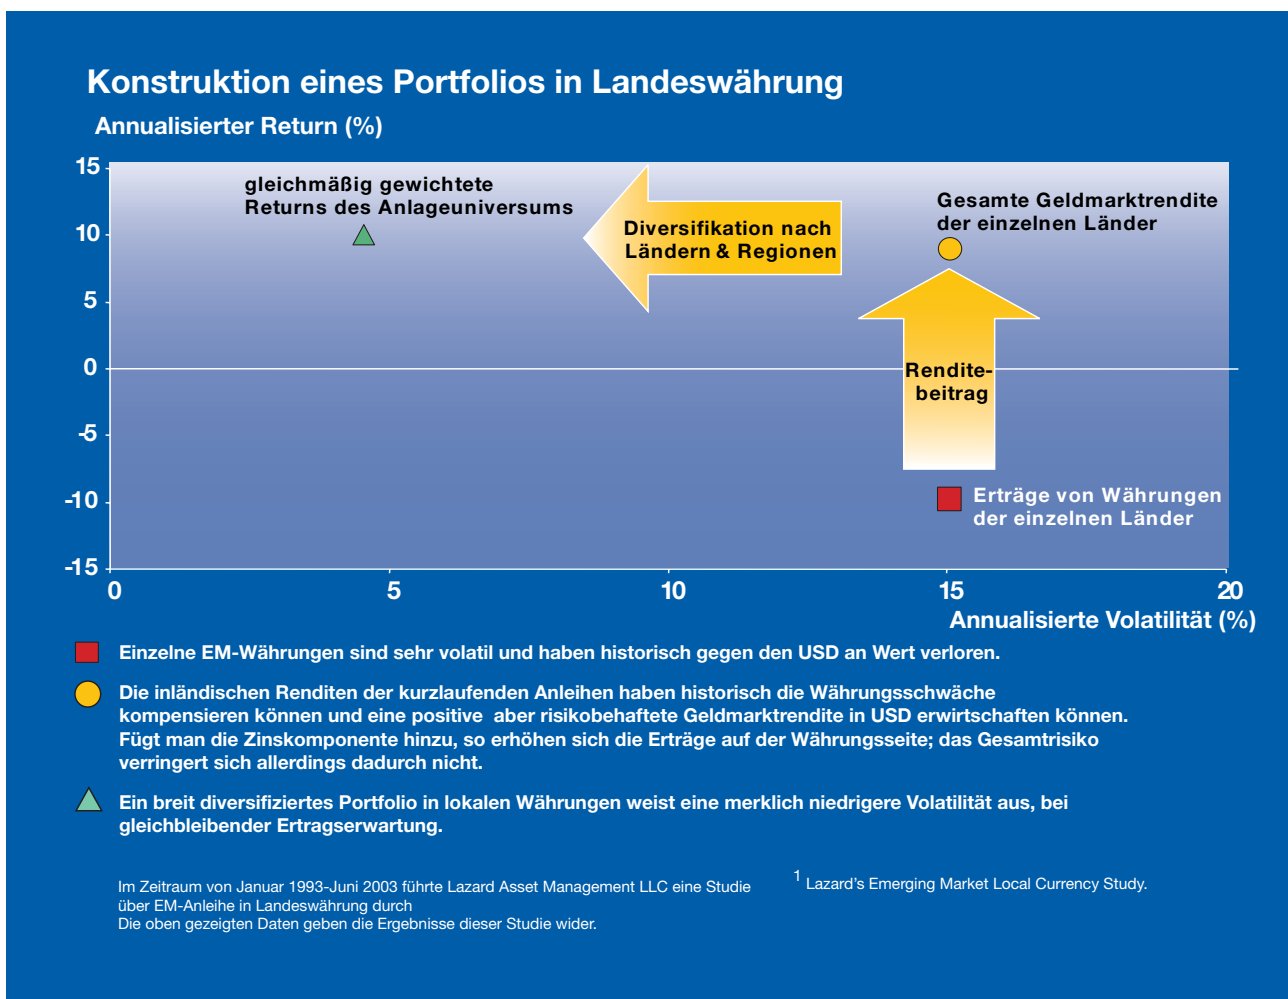 Konstruktion eines Portfolios in Landeswährung
Annualisierter Return (%)
15
10
5
0
-5
-10
-15
gleichmäßig gewichtete
Returns des Anlageuniversums
Diversifikation nach
Ländern & Regionen
Gesamte Geldmarktrendite
der einzelnen Länder
Rendite-
beitrag
Erträge von Währungen
der einzelnen Länder
0
5
10
15
20
Annualisierte Volatilität (%)
Einzelne EM-Währungen sind sehr volatil und haben historisch gegen den USD an Wert verloren.
Die inländischen Renditen der kurzlaufenden Anleihen haben historisch die Währungsschwäche
kompensieren können und eine positive aber risikobehaftete Geldmarktrendite in USD erwirtschaften können.
Fügt man die Zinskomponente hinzu, so erhöhen sich die Erträge auf der Währungsseite; das Gesamtrisiko
verringert sich allerdings dadurch nicht.
Ein breit diversifiziertes Portfolio in lokalen Währungen weist eine merklich niedrigere Volatilität aus, bei
gleichbleibender Ertragserwartung.
Im Zeitraum von Januar 1993-Juni 2003 führte Lazard Asset Management LLC eine Studie
über EM-Anleihe in Landeswährung durch
Die oben gezeigten Daten geben die Ergebnisse dieser Studie wider.
1 Lazard's Emerging Market Local Currency Study.